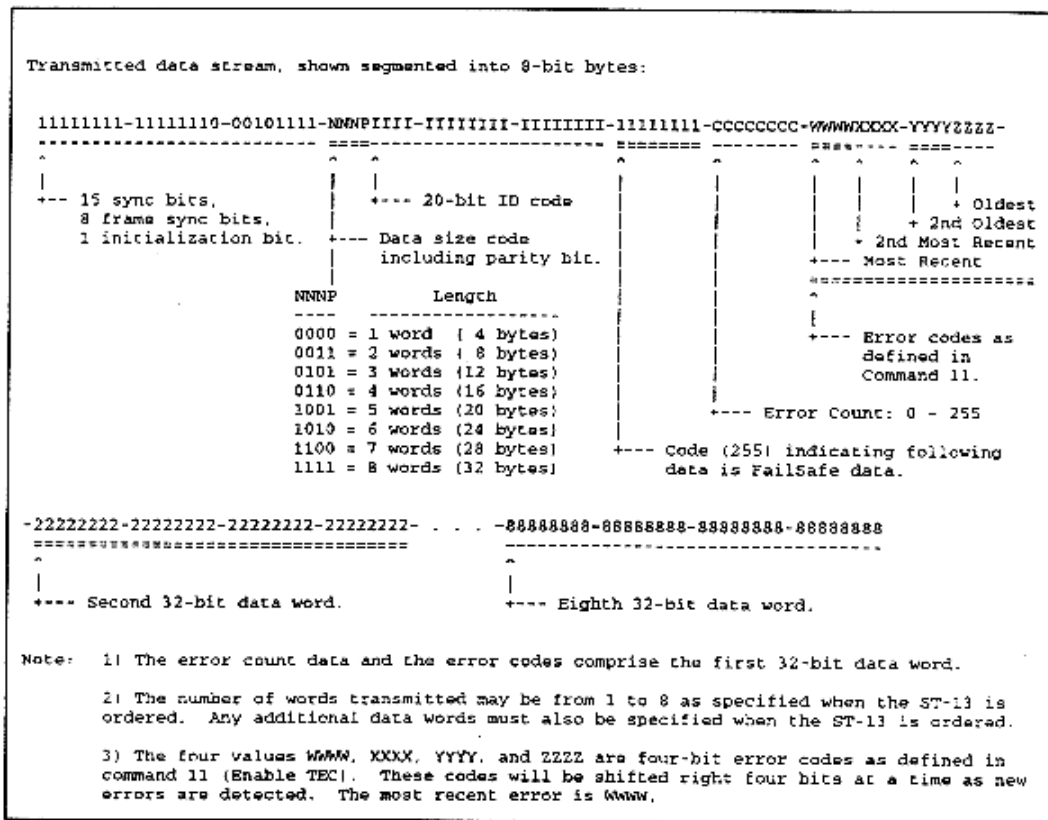 Transmitted data stream, shown segmented into 8-bit bytes:
11111111-11111110-00101111-NNNPIIII-IIIIIIII-IIIIIIII-11111111-CCCCCCCC-WWWWXXXX-YYYYZZZZ-
+-- 15 sync bits,
8 frame sync bits,
1 initialization bit.
+--- 20-bit ID code
+--- Data size code
including parity bit.
+ Oldest
+ 2nd Oldest
+ 2nd Most Recent
+--- Most Recent
NNNP Length
0000 = 1 word ( 4 bytes)
0011 = 2 words ( 8 bytes)
0101 = 3 words (12 bytes)
0110 = 4 words (16 bytes)
1001 = 5 words (20 bytes)
1010 = 6 words (24 bytes)
1100 = 7 words (28 bytes)
1111 = 8 words (32 bytes)
+--- Error codes as
defined in
Command 11.
+--- Error Count: 0 - 255
+--- Code (255) indicating following
data is FailSafe data.
-22222222-22222222-22222222-22222222- . . . -88888888-88888888-88888888-88888888
+--- Second 32-bit data word.
+--- Eighth 32-bit data word.
Note: 1) The error count data and the error codes comprise the first 32-bit data word.
2) The number of words transmitted may be from 1 to 8 as specified when the ST-13 is
ordered. Any additional data words must also be specified when the ST-13 is ordered.
3) The four values WWWW, XXXX, YYYY, and ZZZZ are four-bit error codes as defined in
command 11 (Enable TEC). These codes will be shifted right four bits at a time as new
errors are detected. The most recent error is WWWW.